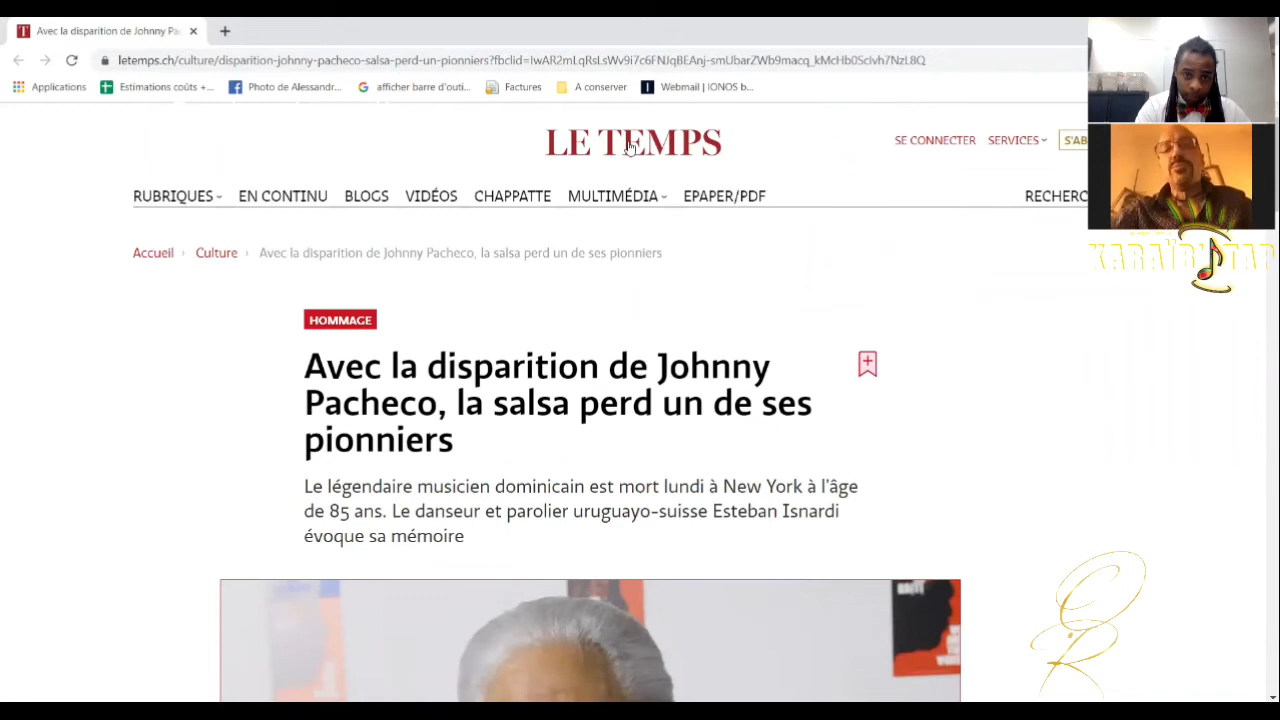 Avec la disparition de Johnny Pa
letemps.ch/culture/disparition-johnny-pacheco-salsa-perd-un-pionniers?fbclid=IwAR2mLqRsLsWv9i7c6FNJqBEAnj-smUbarZWb9macq_kMcHb0Scivh7NzL8Q
Applications Estimations coûts +... Photo de Alessandr... afficher barre d'outi... Factures A conserver Webmail | IONOS b...
LE TEMPS
SE CONNECTER SERVICES S'AB
RUBRIQUES EN CONTINU BLOGS VIDÉOS CHAPPATTE MULTIMÉDIA EPAPER/PDF RECHERC
Accueil › Culture › Avec la disparition de Johnny Pacheco, la salsa perd un de ses pionniers
HOMMAGE
Avec la disparition de Johnny
Pacheco, la salsa perd un de ses
pionniers
Le légendaire musicien dominicain est mort lundi à New York à l'âge
de 85 ans. Le danseur et parolier uruguayo-suisse Esteban Isnardi
évoque sa mémoire